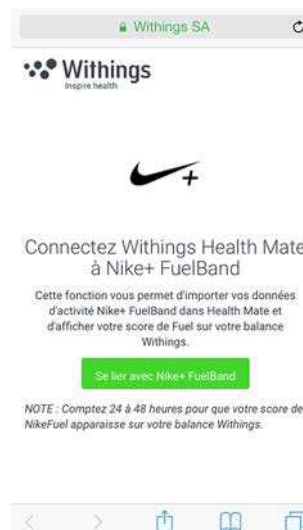 Withings SA
Withings
Inspire health
Connectez Withings Health Mate
à Nike+ FuelBand
Cette fonction vous permet d'importer vos données
d'activité Nike+ FuelBand dans Health Mate et
d'afficher votre score de Fuel sur votre balance
Withings.
Se lier avec Nike+ FuelBand
NOTE : Comptez 24 à 48 heures pour que votre score de
NikeFuel apparaisse sur votre balance Withings.